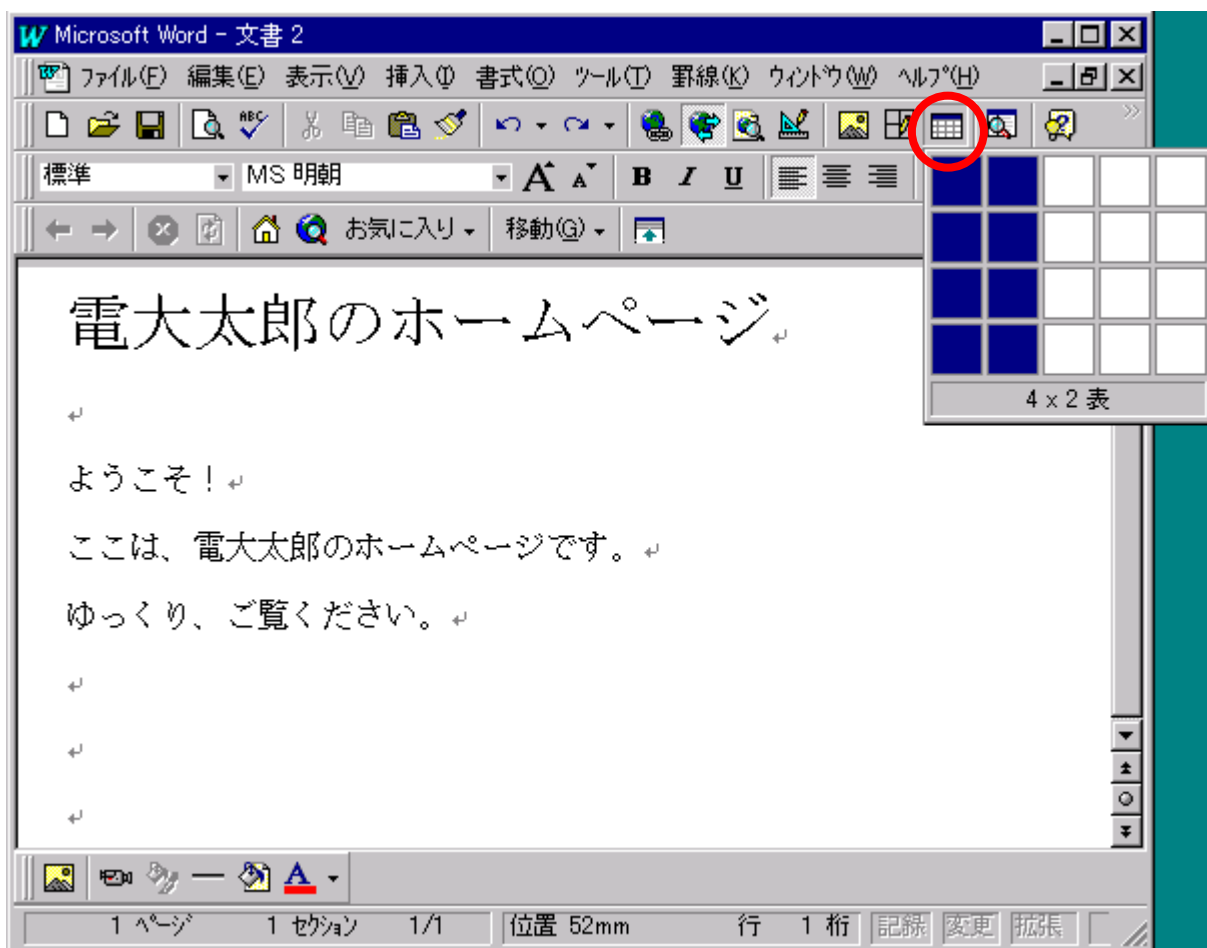 Microsoft Word - 文書 2
ファイル(F) 編集(E) 表示(V) 挿入(I) 書式(O) ツール(T) 罫線(K) ウィンドウ(W) ヘルプ(H)
ABC
標準 MS 明朝 A A B I U
お気に入り 移動(G)
4 x 2 表
電大太郎のホームページ
ようこそ！
ここは、電大太郎のホームページです。
ゆっくり、ご覧ください。
A
1 ページ 1 セクション 1/1 位置 52mm 行 1 桁 記録 変更 拡張